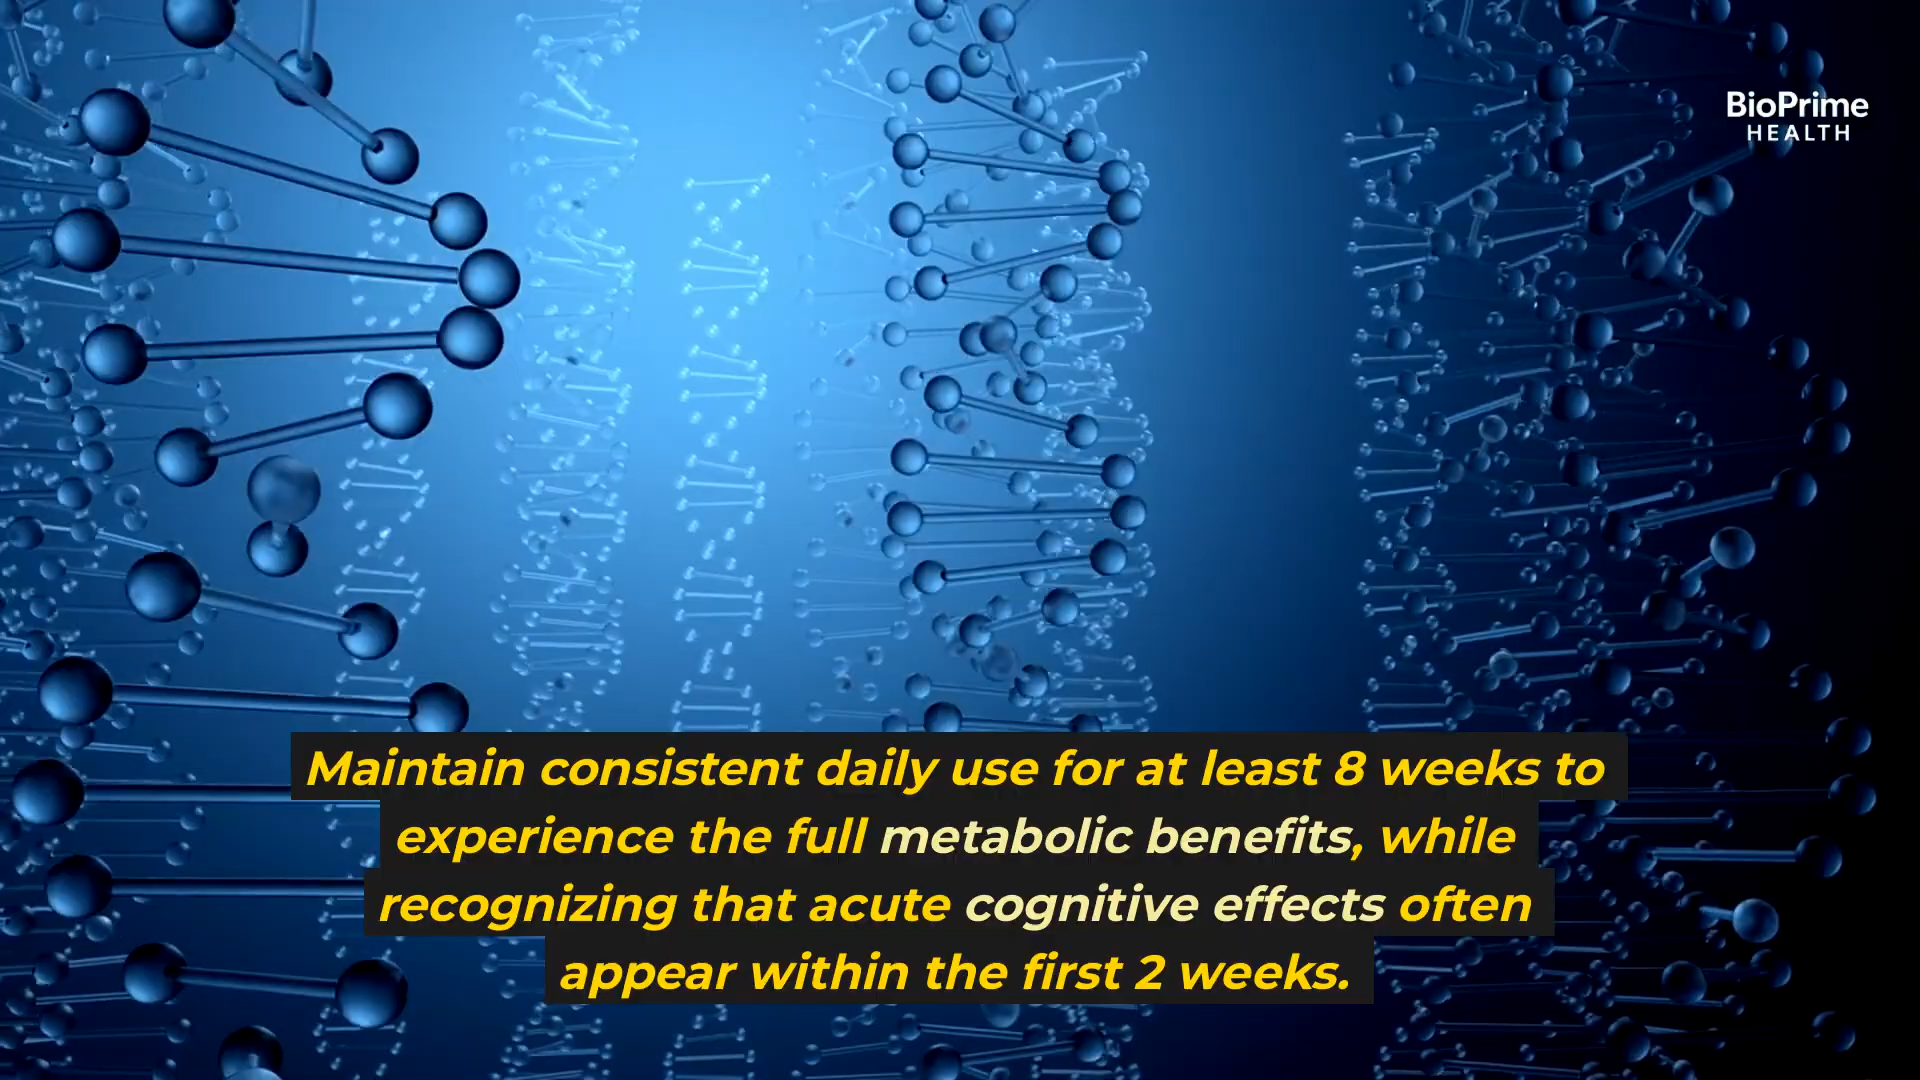 BioPrime
HEALTH
Maintain consistent daily use for at least 8 weeks to
experience the full metabolic benefits, while
recognizing that acute cognitive effects often
appear within the first 2 weeks.